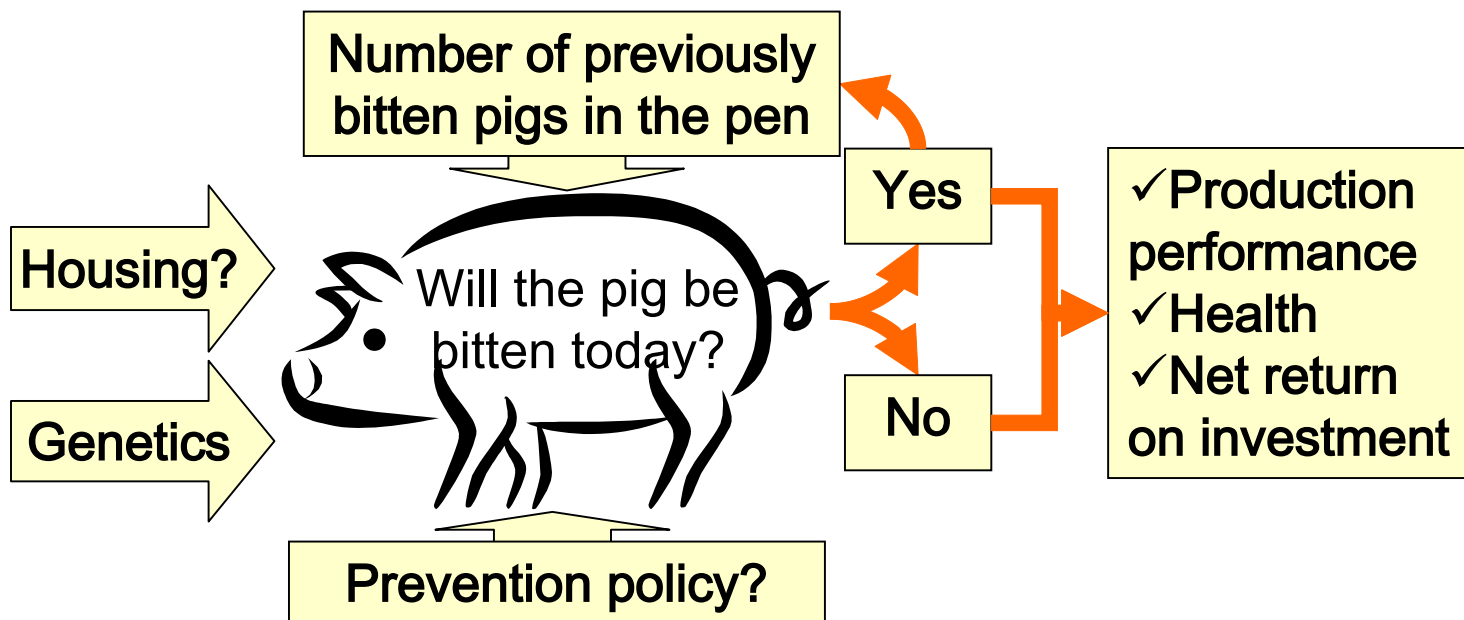 Number of previously
bitten pigs in the pen
Housing?
Genetics
Will the pig be
bitten today?
Prevention policy?
Yes
No
✓Production
performance
✓Health
✓Net return
on investment